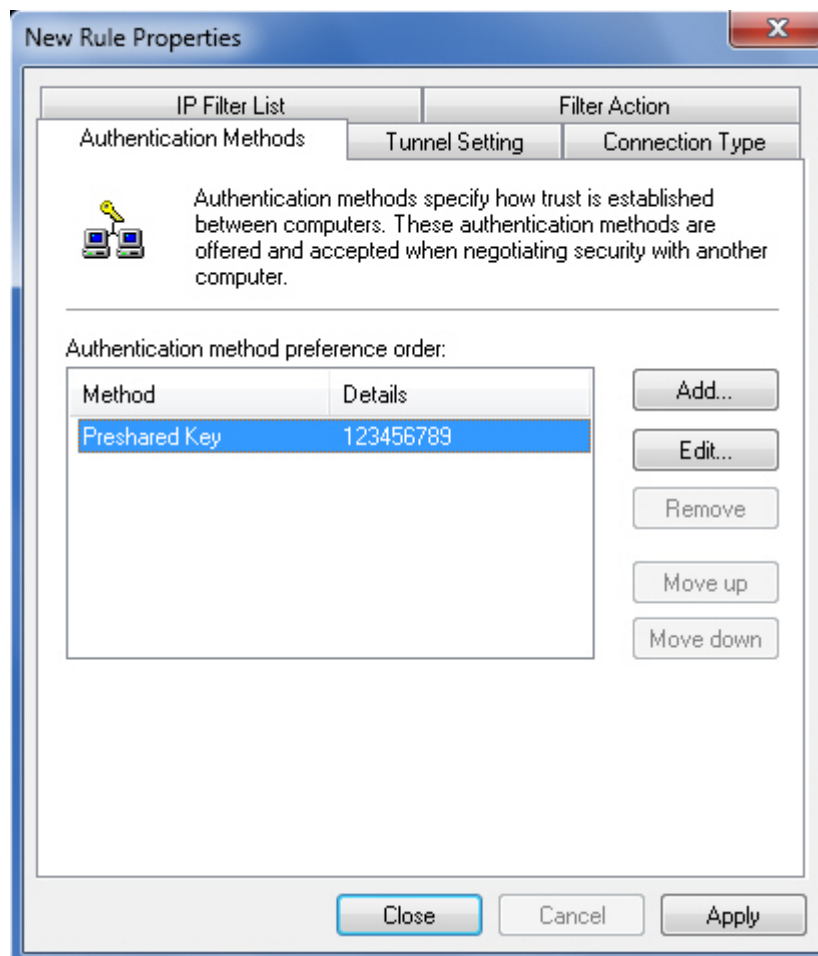 New Rule Properties
IP Filter List
Filter Action
Authentication Methods
Tunnel Setting
Connection Type
Authentication methods specify how trust is established
between computers. These authentication methods are
offered and accepted when negotiating security with another
computer.
Authentication method preference order:
Method Details
Preshared Key 123456789
Add...
Edit...
Remove
Move up
Move down
Close
Cancel
Apply